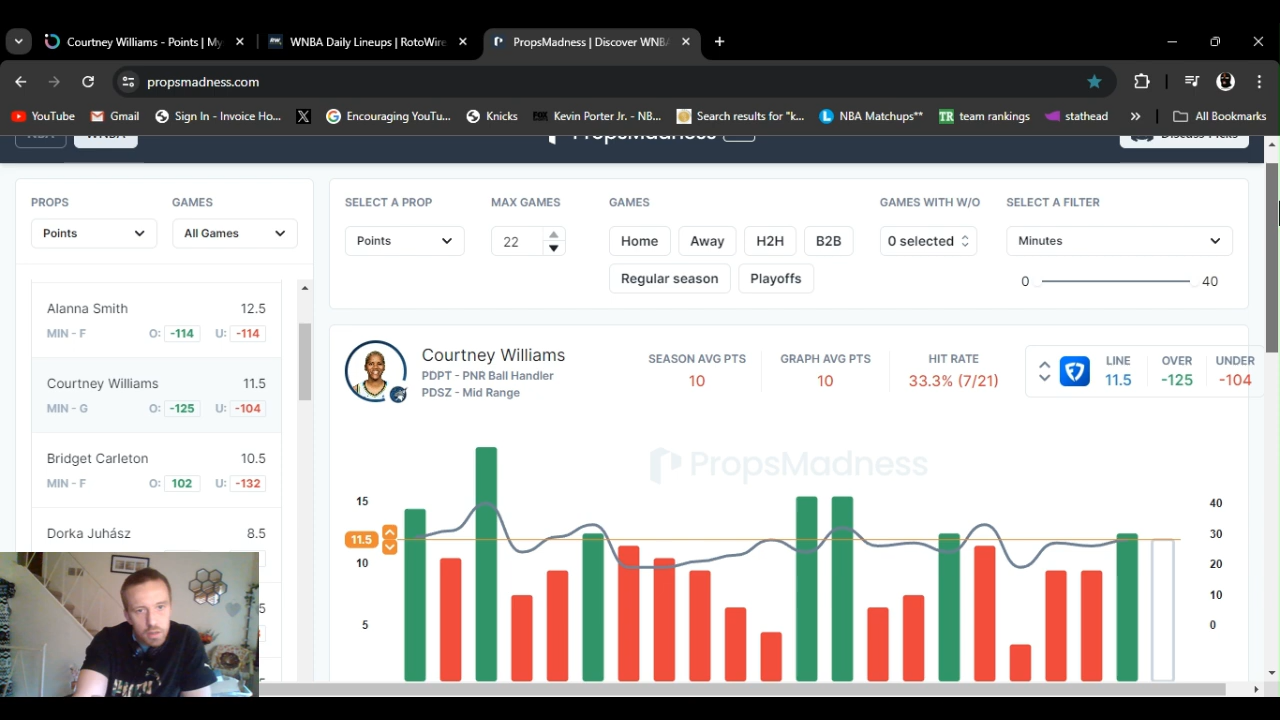 Courtney Williams - Points | My
WNBA Daily Lineups | RotoWire
PropsMadness | Discover WNBA
propsmadness.com
YouTube
Gmail
Sign In - Invoice Ho...
Encouraging YouTu...
Knicks
Kevin Porter Jr. - NB...
Search results for "k...
NBA Matchups**
team rankings
stathead
All Bookmarks
NBA
WNBA
PropsMadness
Discuss Picks
PROPS
GAMES
Points
All Games
SELECT A PROP
MAX GAMES
GAMES
GAMES WITH W/O
SELECT A FILTER
Points
22
Home
Away
H2H
B2B
0 selected
Minutes
Regular season
Playoffs
0
40
Alanna Smith
12.5
MIN - F
O: -114
U: -114
Courtney Williams
11.5
MIN - G
O: -125
U: -104
Bridget Carleton
10.5
MIN - F
O: 102
U: -132
Dorka Juhász
8.5
Courtney Williams
PDPT - PNR Ball Handler
PDSZ - Mid Range
SEASON AVG PTS
10
GRAPH AVG PTS
10
HIT RATE
33.3% (7/21)
LINE
11.5
OVER
-125
UNDER
-104
PropsMadness
15
11.5
10
5
40
30
20
10
0